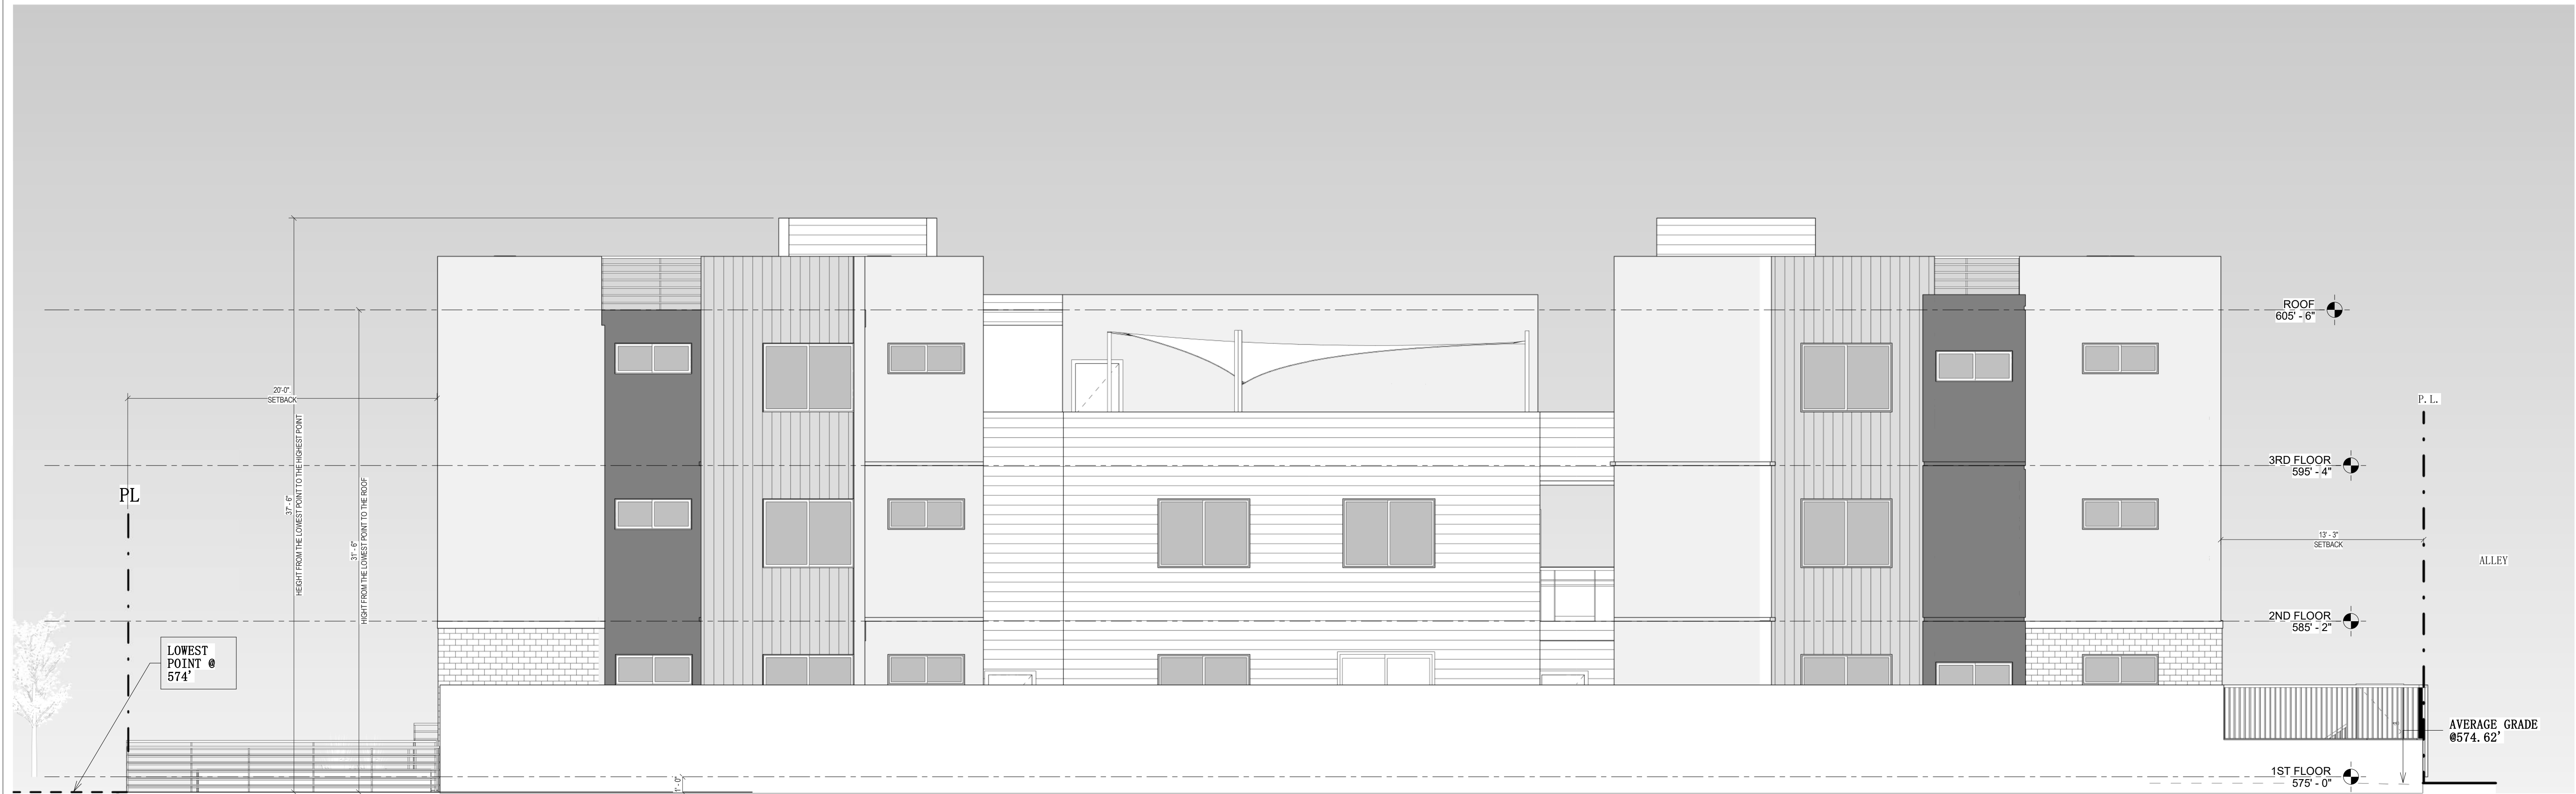 ROOF
605' - 6"
20'-0"
SETBACK
P.L.
37' - 6"
HEIGHT FROM THE LOWEST POINT TO THE HIGHEST POINT
3RD FLOOR
595' - 4"
PL
31' - 6"
HIGHT FROM THE LOWEST POINT TO THE ROOF
13' - 3"
SETBACK
ALLEY
2ND FLOOR
585' - 2"
LOWEST
POINT @
574'
AVERAGE GRADE
@574.62'
1ST FLOOR
575' - 0"
1' - 0"